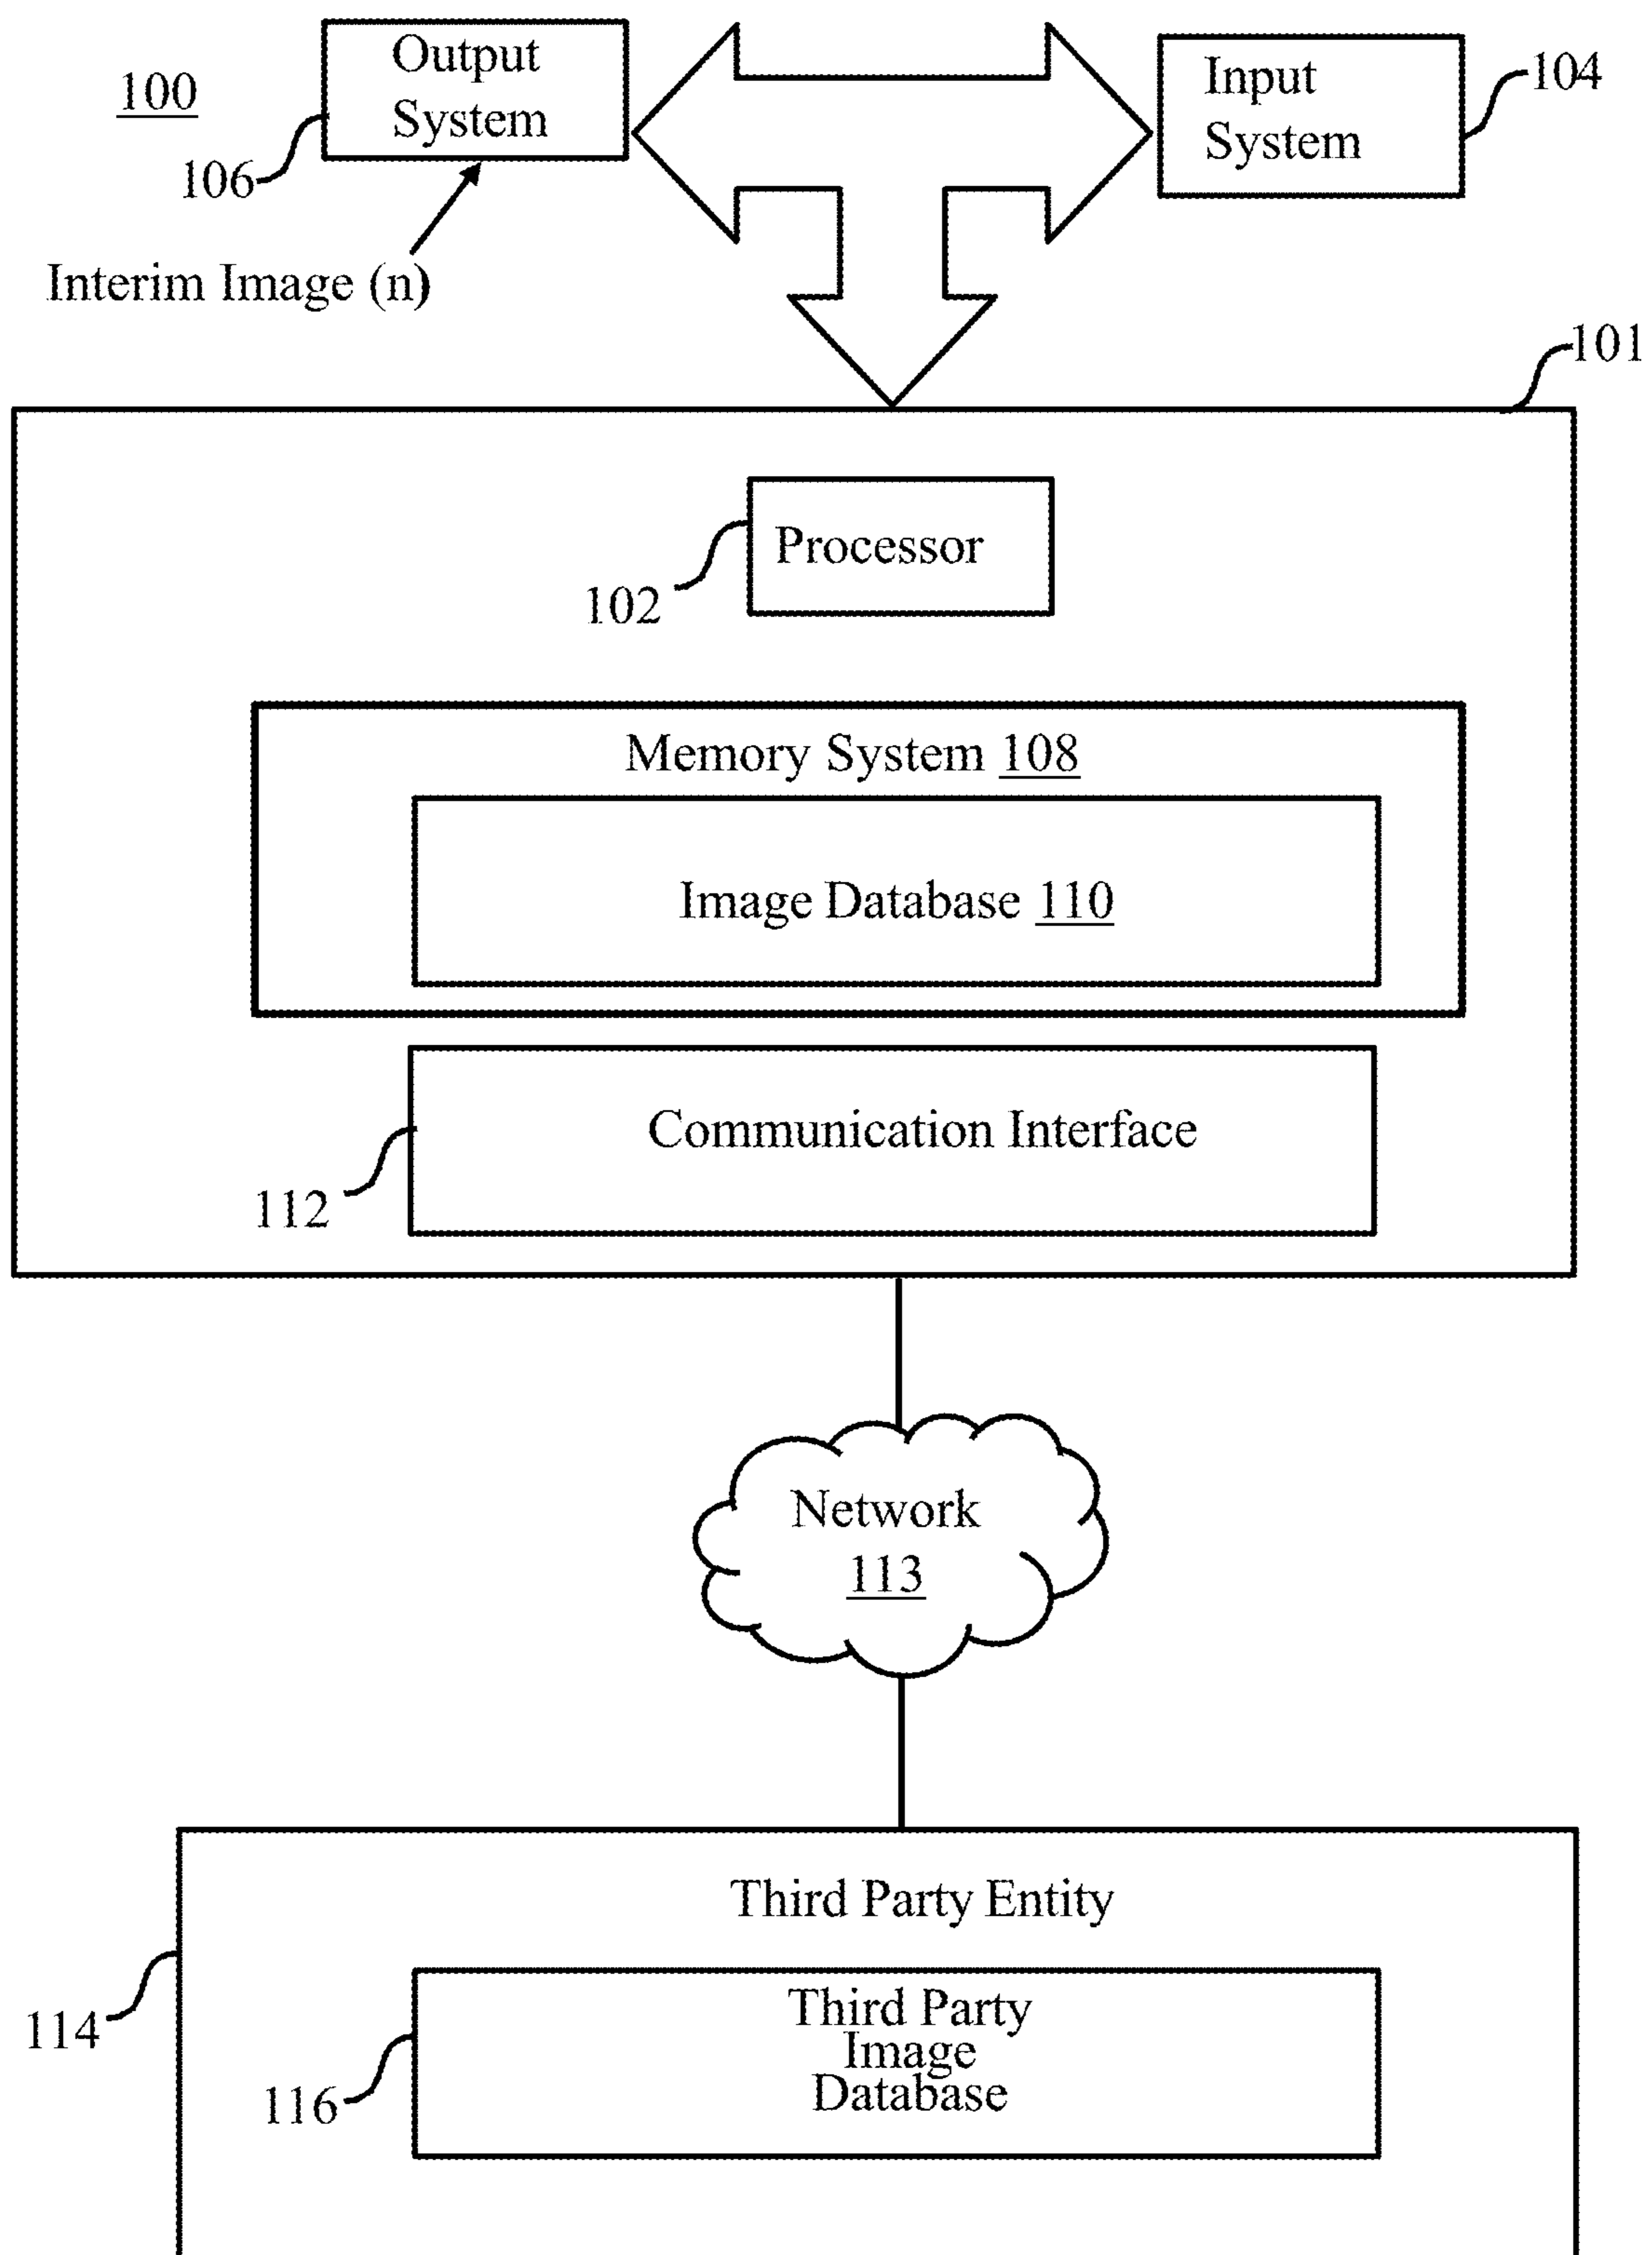 100
Output
System
106
Interim Image (n)
Input
System
104
101
Processor
102
Memory System 108
Image Database 110
Communication Interface
112
Network
113
Third Party Entity
114
Third Party
Image
Database
116